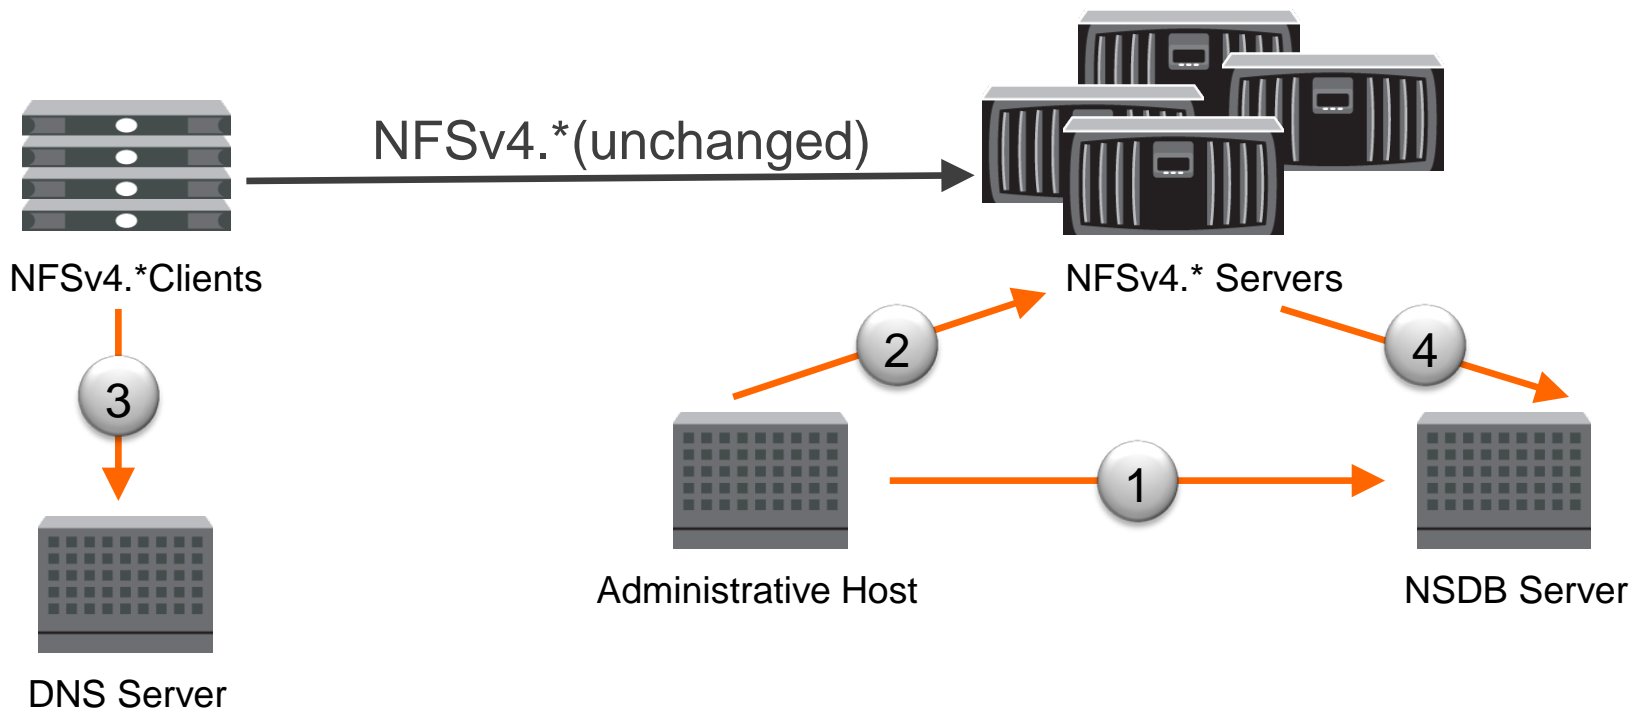 NFSv4.*(unchanged)
NFSv4.*Clients
NFSv4.* Servers
2
4
3
1
Administrative Host
NSDB Server
DNS Server